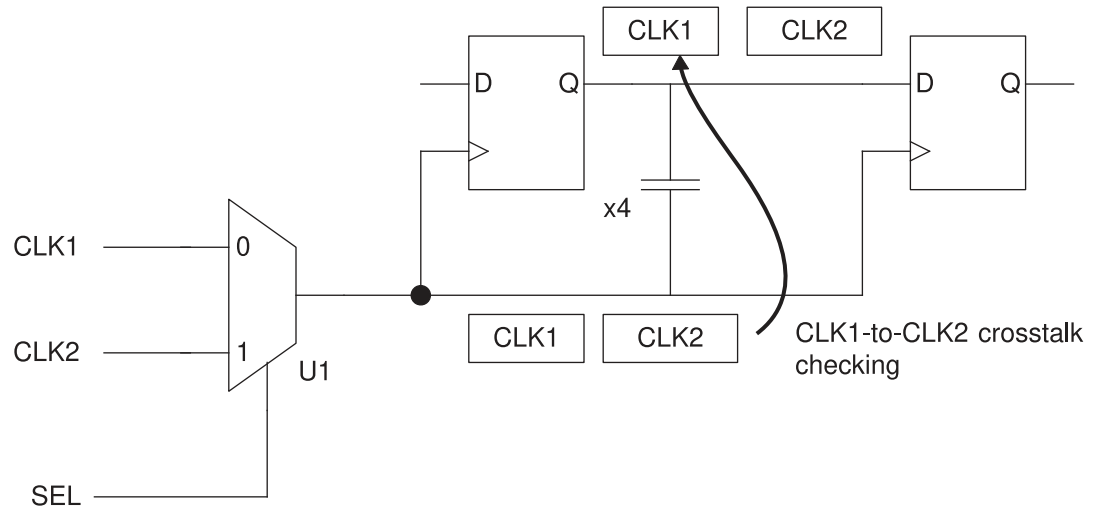 CLK1 CLK2
D Q D Q
x4
CLK1 0
CLK1 CLK2
CLK1-to-CLK2 crosstalk
checking
CLK2 1
U1
SEL